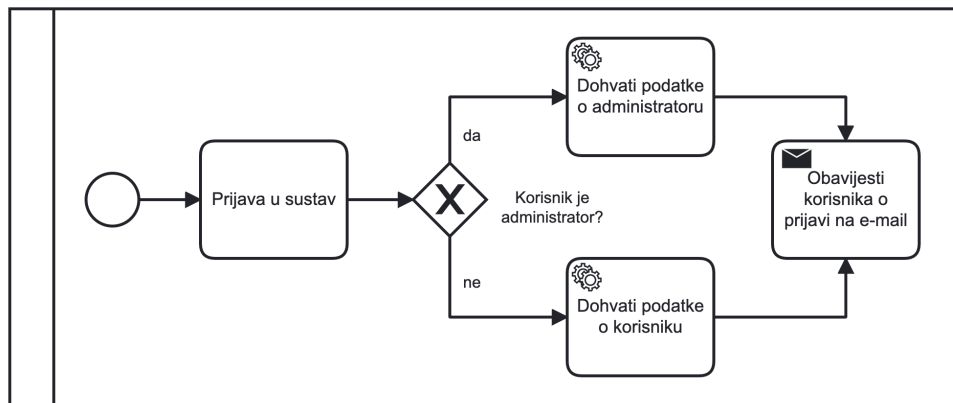 Prijava u sustav
da
Korisnik je
administrator?
ne
Dohvati podatke
o administratoru
Dohvati podatke
o korisniku
Obavijesti
korisnika o
prijavi na e-mail